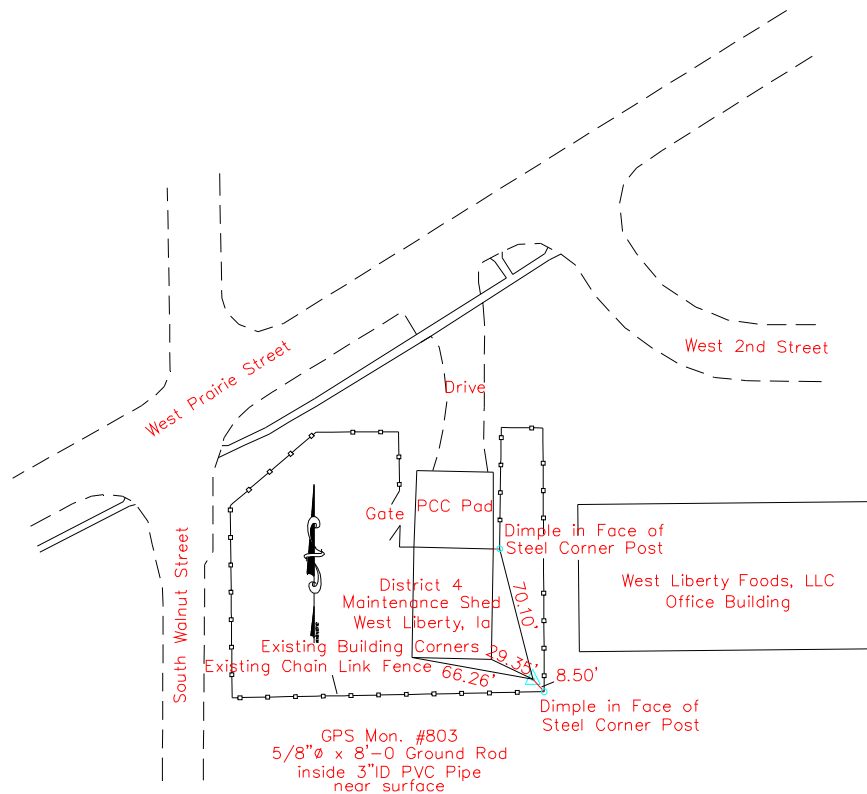 West Prairie Street
West 2nd Street
Drive
Gate
PCC Pad
Dimple in Face of
Steel Corner Post
South Walnut Street
District 4
Maintenance Shed
West Liberty, Ia
70.10'
West Liberty Foods, LLC
Office Building
Existing Building Corners
29.35'
Existing Chain Link Fence
66.26'
8.50'
Dimple in Face of
Steel Corner Post
GPS Mon. #803
5/8"ø x 8'-0 Ground Rod
inside 3"ID PVC Pipe
near surface